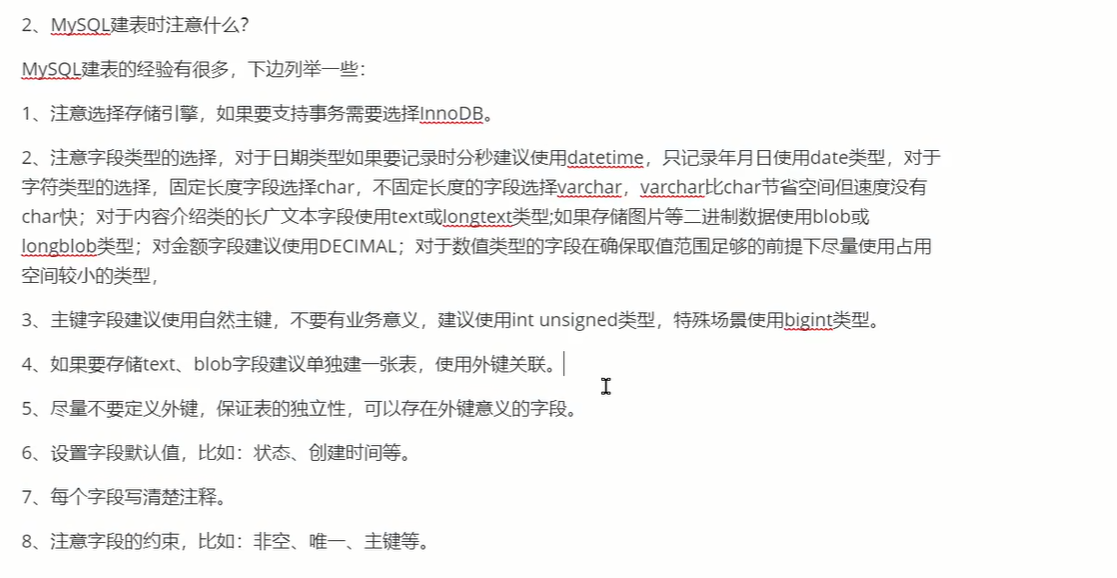 2、MySQL建表时注意什么？
MySQL建表的经验有很多，下边列举一些：
1、注意选择存储引擎，如果要支持事务需要选择InnoDB。
2、注意字段类型的选择，对于日期类型如果要记录时分秒建议使用datetime，只记录年月日使用date类型，对于
字符类型的选择，固定长度字段选择char，不固定长度的字段选择varchar，varchar比char节省空间但速度没有
char快；对于内容介绍类的长广文本字段使用text或longtext类型;如果存储图片等二进制数据使用blob或
longblob类型；对金额字段建议使用DECIMAL；对于数值类型的字段在确保取值范围足够的前提下尽量使用占用
空间较小的类型，
3、主键字段建议使用自然主键，不要有业务意义，建议使用int unsigned类型，特殊场景使用bigint类型。
4、如果要存储text、blob字段建议单独建一张表，使用外键关联。
5、尽量不要定义外键，保证表的独立性，可以存在外键意义的字段。
6、设置字段默认值，比如：状态、创建时间等。
7、每个字段写清楚注释。
8、注意字段的约束，比如：非空、唯一、主键等。